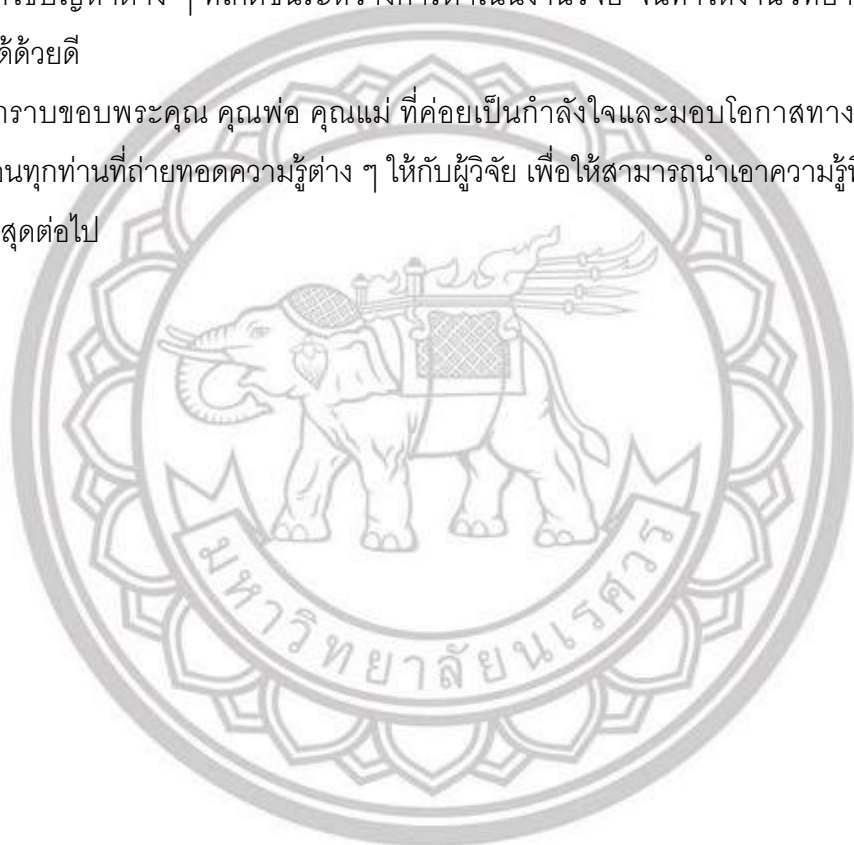 ได้ด้วยดี
ราบขอบพระคุณ คุณพ่อ คุณแม่ ที่ค่อยเป็นกำลังใจและมอบโอกาสทาง
นทุกท่านที่ถ่ายทอดความรู้ต่าง ๆ ให้กับผู้วิจัย เพื่อให้สามารถนำเอาความรู้
สุดต่อไป
มหาวิทยาลัยนเรศวร